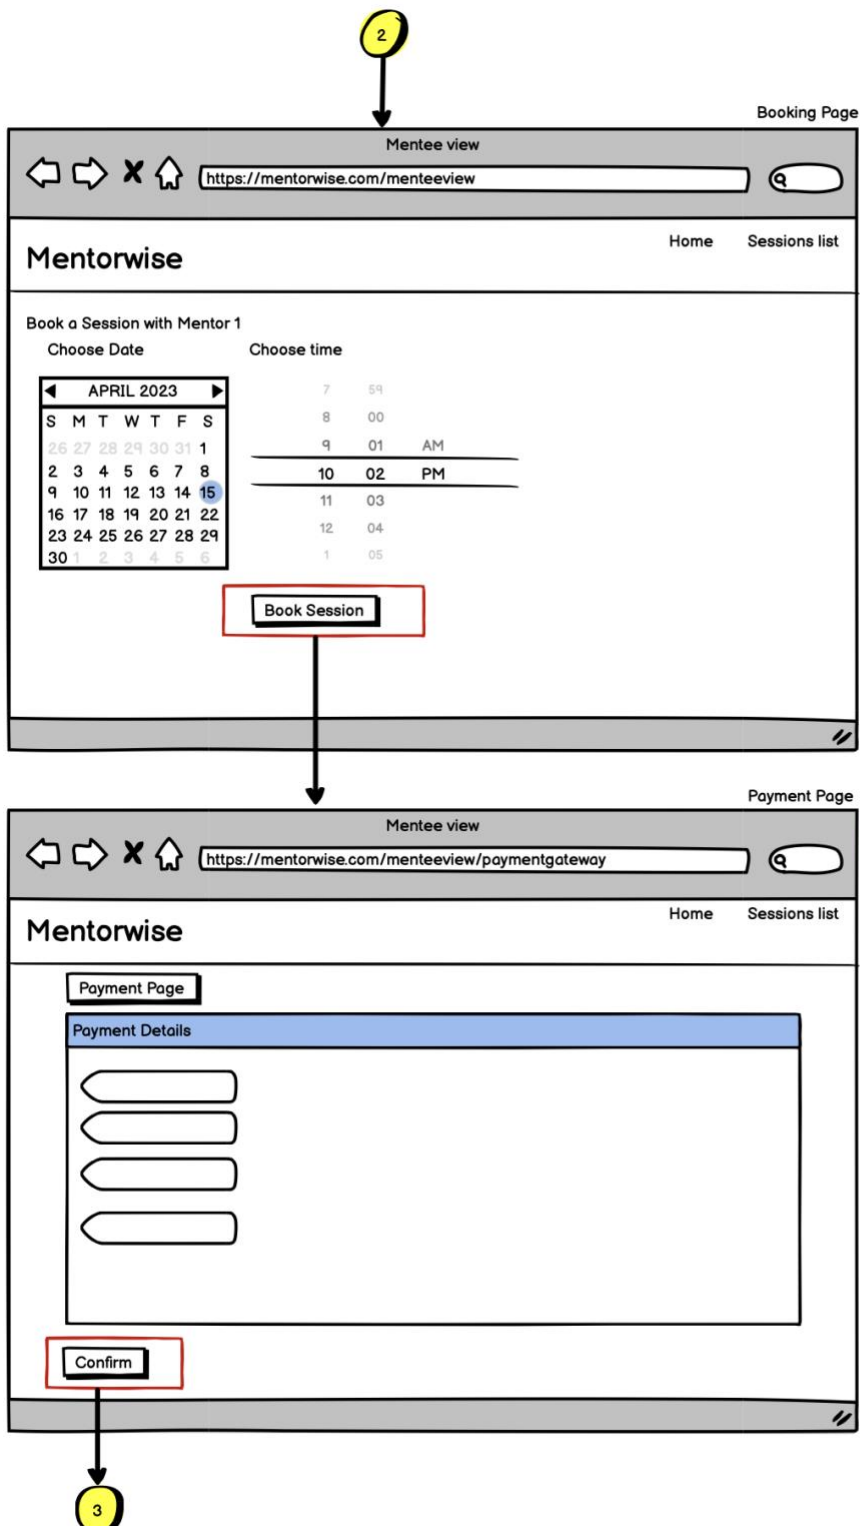 2
Booking Page
Mentee view
https://mentorwise.com/menteeview
Home Sessions list
Mentorwise
Book a Session with Mentor 1
Choose Date Choose time
APRIL 2023
S M T W T F S
26 27 28 29 30 31 1
2 3 4 5 6 7 8
9 10 11 12 13 14 15
16 17 18 19 20 21 22
23 24 25 26 27 28 29
30 1 2 3 4 5 6
7 59
8 00
9 01 AM
10 02 PM
11 03
12 04
1 05
Book Session
Payment Page
Mentee view
https://mentorwise.com/menteeview/paymentgateway
Home Sessions list
Mentorwise
Payment Page
Payment Details
Confirm
3